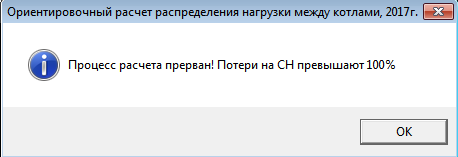 Ориентировочный расчет распределения нагрузки между котлами, 2017г.
Процесс расчета прерван! Потери на СН превышают 100%
OK